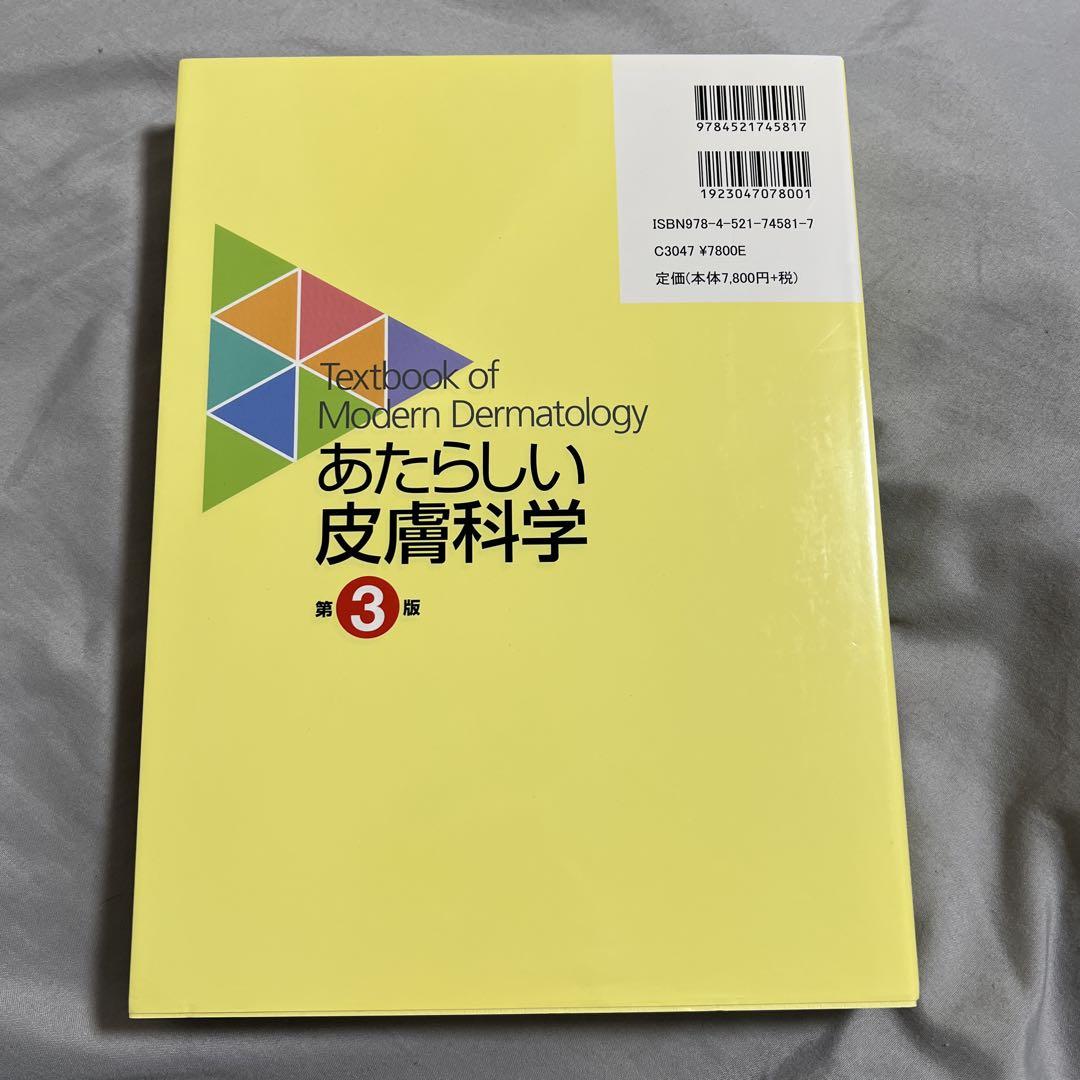 9784521745817
1923047078001
ISBN978-4-521-74581-7
C3047 ¥7800E
定価(本体7,800円+税)
Textbook of
Modern Dermatology
あたらしい
皮膚科学
第3版